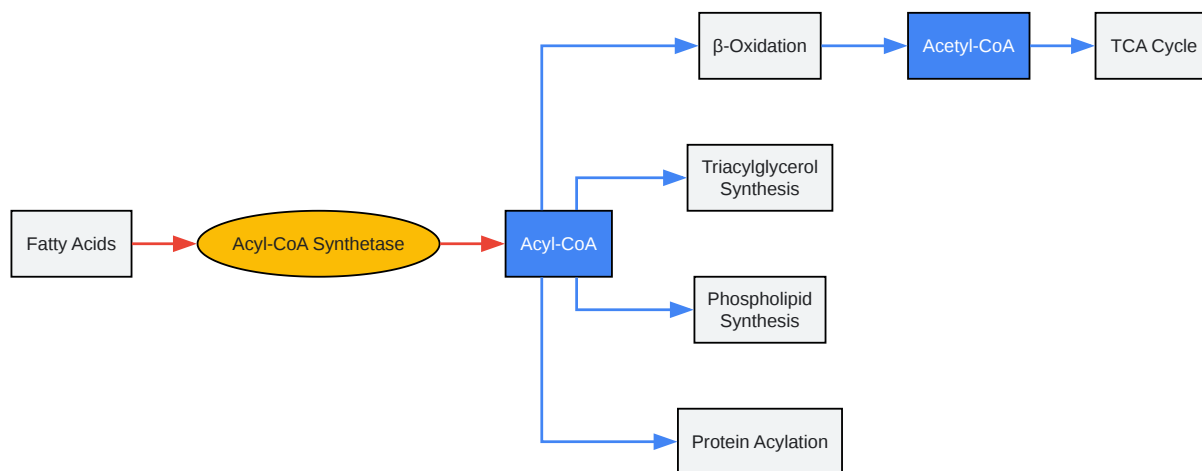 β-Oxidation
Acetyl-CoA
TCA Cycle
Triacylglycerol
Synthesis
Fatty Acids
Acyl-CoA Synthetase
Acyl-CoA
Phospholipid
Synthesis
Protein Acylation